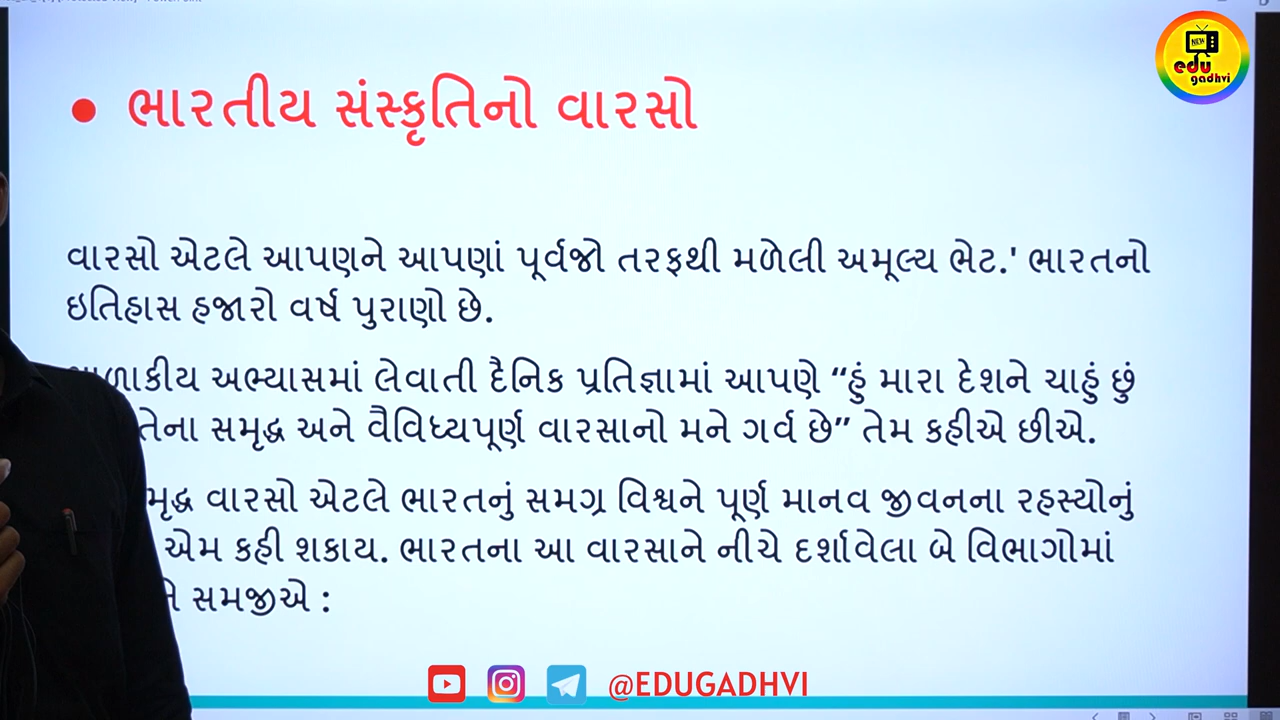 NEW
edu
gadhvi
• ભારતીય સંસ્કૃતિનો વારસો
વારસો એટલે આપણને આપણાં પૂર્વજો તરફથી મળેલી અમૂલ્ય ભેટ.' ભારતનો
ઇતિહાસ હજારો વર્ષ પુરાણો છે.
અભ્યાસમાં લેવાતી દૈનિક પ્રતિજ્ઞામાં આપણે “હું મારા દેશને ચાહું છું
તેના સમૃદ્ધ અને વૈવિધ્યપૂર્ણ વારસાનો મને ગર્વ છે” તેમ કહીએ છીએ.
વારસો એટલે ભારતનું સમગ્ર વિશ્વને પૂર્ણ માનવ જીવનના રહસ્યોનું
એમ કહી શકાય. ભારતના આ વારસાને નીચે દર્શાવેલા બે વિભાગોમાં
સમજીએ :
@EDUGADHVI